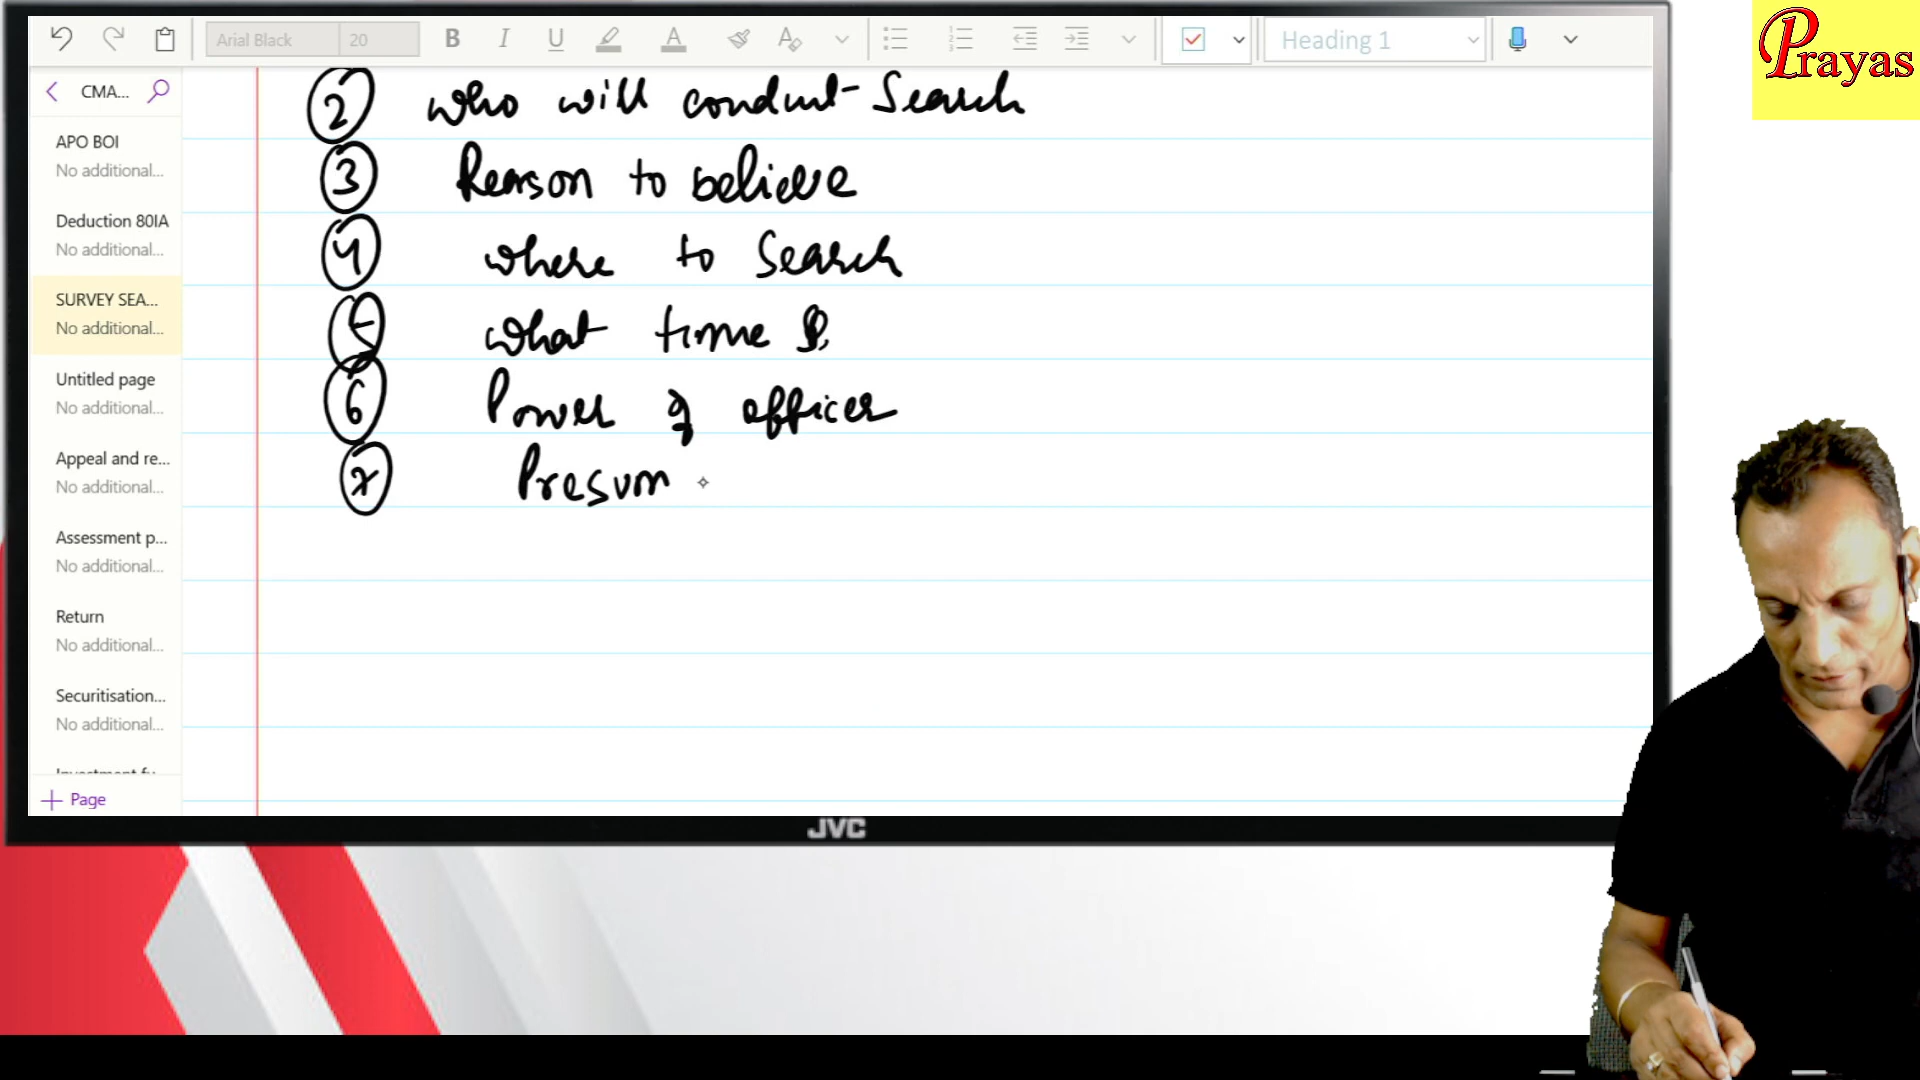 Arial Black 20 B I U A A Heading 1
Prayas
CMA...
② who will conduct Search
③ Reason to believe
④ where to Search
⑤ what time
⑥ Power of officer
⑦ Presum
APO BOI
No additional...
Deduction 80IA
No additional...
SURVEY SEA...
No additional...
Untitled page
No additional...
Appeal and re...
No additional...
Assessment p...
No additional...
Return
No additional...
Securitisation...
No additional...
+ Page
JVC